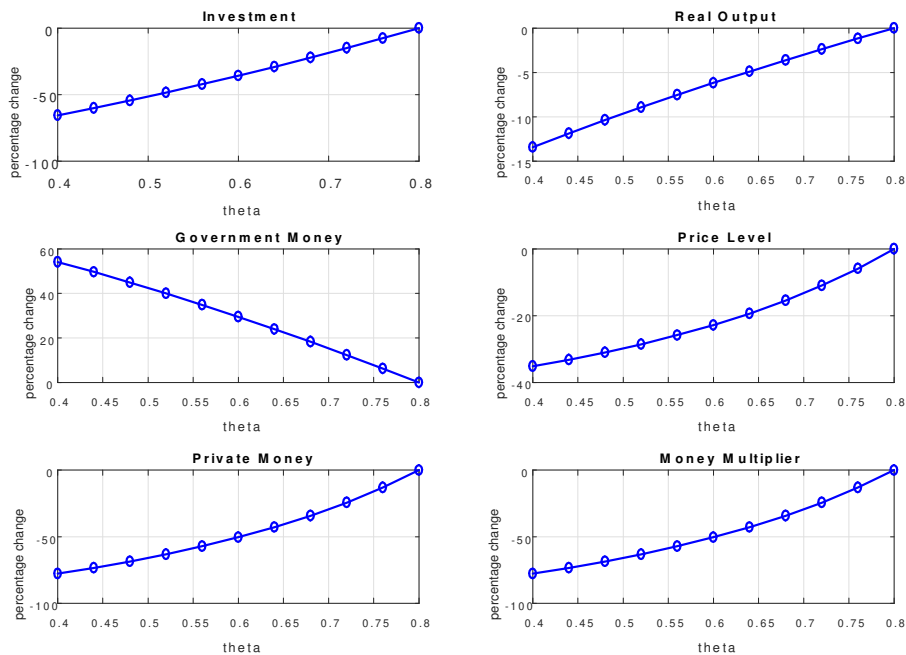 Investment
percentage change
0
-50
-100
0.4 0.5 0.6 0.7 0.8
theta
Real Output
percentage change
0
-5
-10
-15
0.4 0.45 0.5 0.55 0.6 0.65 0.7 0.75 0.8
theta
Government Money
percentage change
60
40
20
0
0.4 0.45 0.5 0.55 0.6 0.65 0.7 0.75 0.8
theta
Price Level
percentage change
0
-20
-40
0.4 0.45 0.5 0.55 0.6 0.65 0.7 0.75 0.8
theta
Private Money
percentage change
0
-50
-100
0.4 0.45 0.5 0.55 0.6 0.65 0.7 0.75 0.8
theta
Money Multiplier
percentage change
0
-50
-100
0.4 0.45 0.5 0.55 0.6 0.65 0.7 0.75 0.8
theta